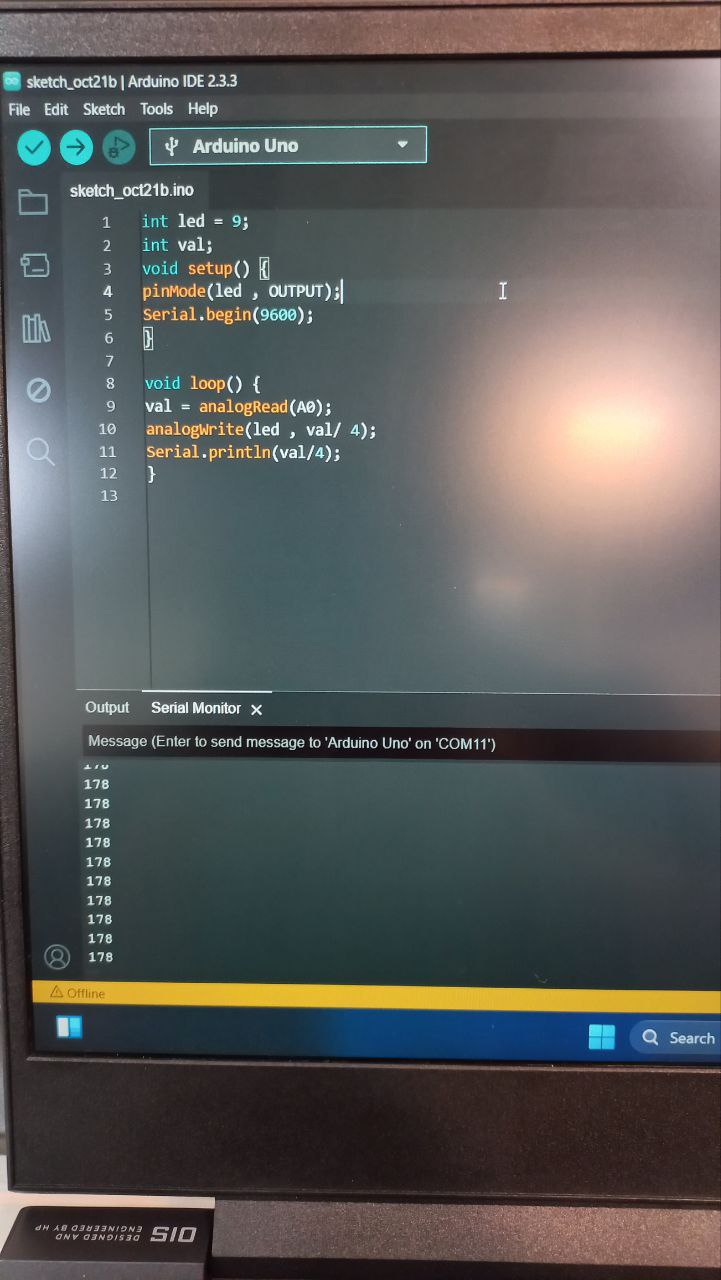 sketch_oct21b | Arduino IDE 2.3.3
File Edit Sketch Tools Help
Arduino Uno
sketch_oct21b.ino
1 int led = 9;
2 int val;
3 void setup() {
4 pinMode(led , OUTPUT);
5 Serial.begin(9600);
6 }
7
8 void loop() {
9 val = analogRead(A0);
10 analogWrite(led , val/ 4);
11 Serial.println(val/4);
12 }
13
Output Serial Monitor
Message (Enter to send message to 'Arduino Uno' on 'COM11')
178
178
178
178
178
178
178
178
178
178
Offline
Search
DESIGNED AND
ENGINEERED BY HP